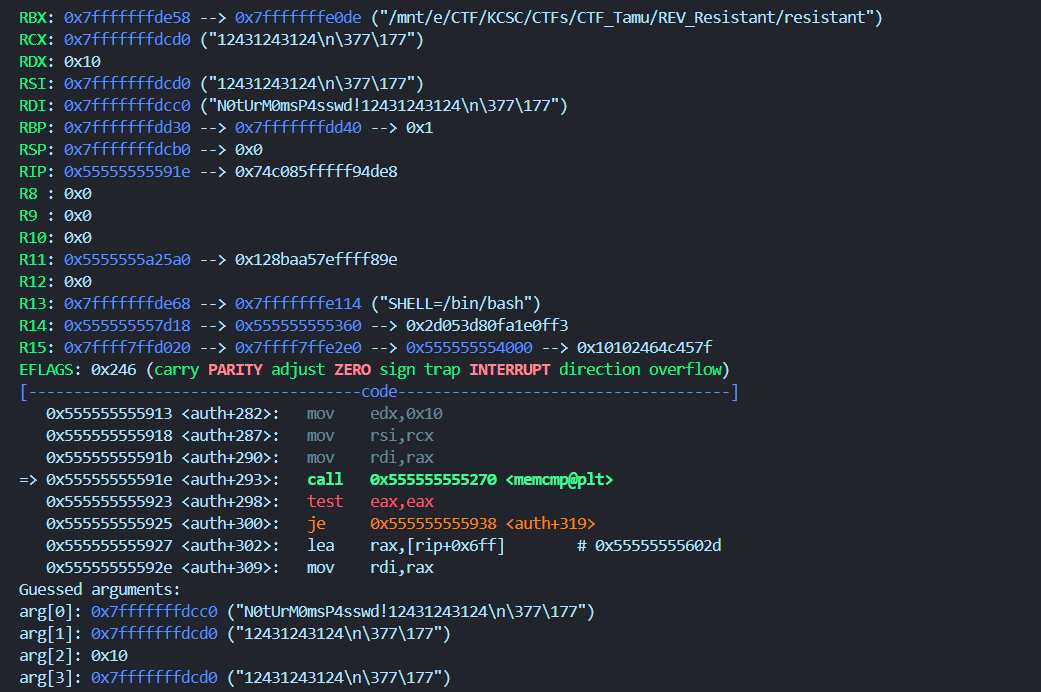 RBX: 0x7fffffffde58 --> 0x7fffffffe0de ("/mnt/e/CTF/KCSC/CTFs/CTF_Tamu/REV_Resistant/resistant")
RCX: 0x7fffffffdcd0 ("12431243124\n\377\177")
RDX: 0x10
RSI: 0x7fffffffdcd0 ("12431243124\n\377\177")
RDI: 0x7fffffffdcc0 ("N0tUrM0msP4sswd!12431243124\n\377\177")
RBP: 0x7fffffffdd30 --> 0x7fffffffdd40 --> 0x1
RSP: 0x7fffffffdcb0 --> 0x0
RIP: 0x55555555591e --> 0x74c085fffff94de8
R8 : 0x0
R9 : 0x0
R10: 0x0
R11: 0x5555555a25a0 --> 0x128baa57effff89e
R12: 0x0
R13: 0x7fffffffde68 --> 0x7fffffffe114 ("SHELL=/bin/bash")
R14: 0x555555557d18 --> 0x555555555360 --> 0x2d053d80fa1e0ff3
R15: 0x7ffff7ffd020 --> 0x7ffff7ffe2e0 --> 0x555555554000 --> 0x10102464c457f
EFLAGS: 0x246 (carry PARITY adjust ZERO sign trap INTERRUPT direction overflow)
[-------------------------------------code-------------------------------------]
0x555555555913 <auth+282>: mov edx,0x10
0x555555555918 <auth+287>: mov rsi,rcx
0x55555555591b <auth+290>: mov rdi,rax
=> 0x55555555591e <auth+293>: call 0x555555555270 <memcmp@plt>
0x555555555923 <auth+298>: test eax,eax
0x555555555925 <auth+300>: je 0x555555555938 <auth+319>
0x555555555927 <auth+302>: lea rax,[rip+0x6ff] # 0x55555555602d
0x55555555592e <auth+309>: mov rdi,rax
Guessed arguments:
arg[0]: 0x7fffffffdcc0 ("N0tUrM0msP4sswd!12431243124\n\377\177")
arg[1]: 0x7fffffffdcd0 ("12431243124\n\377\177")
arg[2]: 0x10
arg[3]: 0x7fffffffdcd0 ("12431243124\n\377\177")